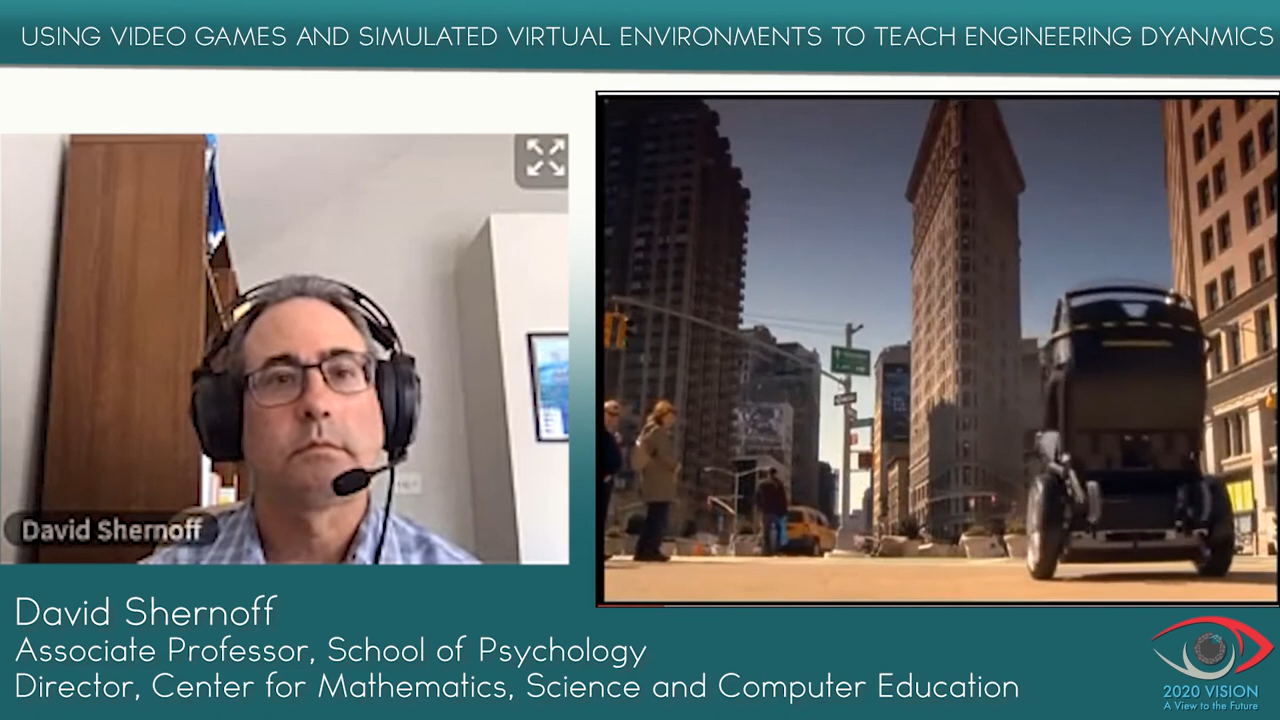 USING VIDEO GAMES AND SIMULATED VIRTUAL ENVIRONMENTS TO TEACH ENGINEERING DYANMICS
David Shernoff
David Shernoff
Associate Professor, School of Psychology
Director, Center for Mathematics, Science and Computer Education
2020 VISION
A View to the Future